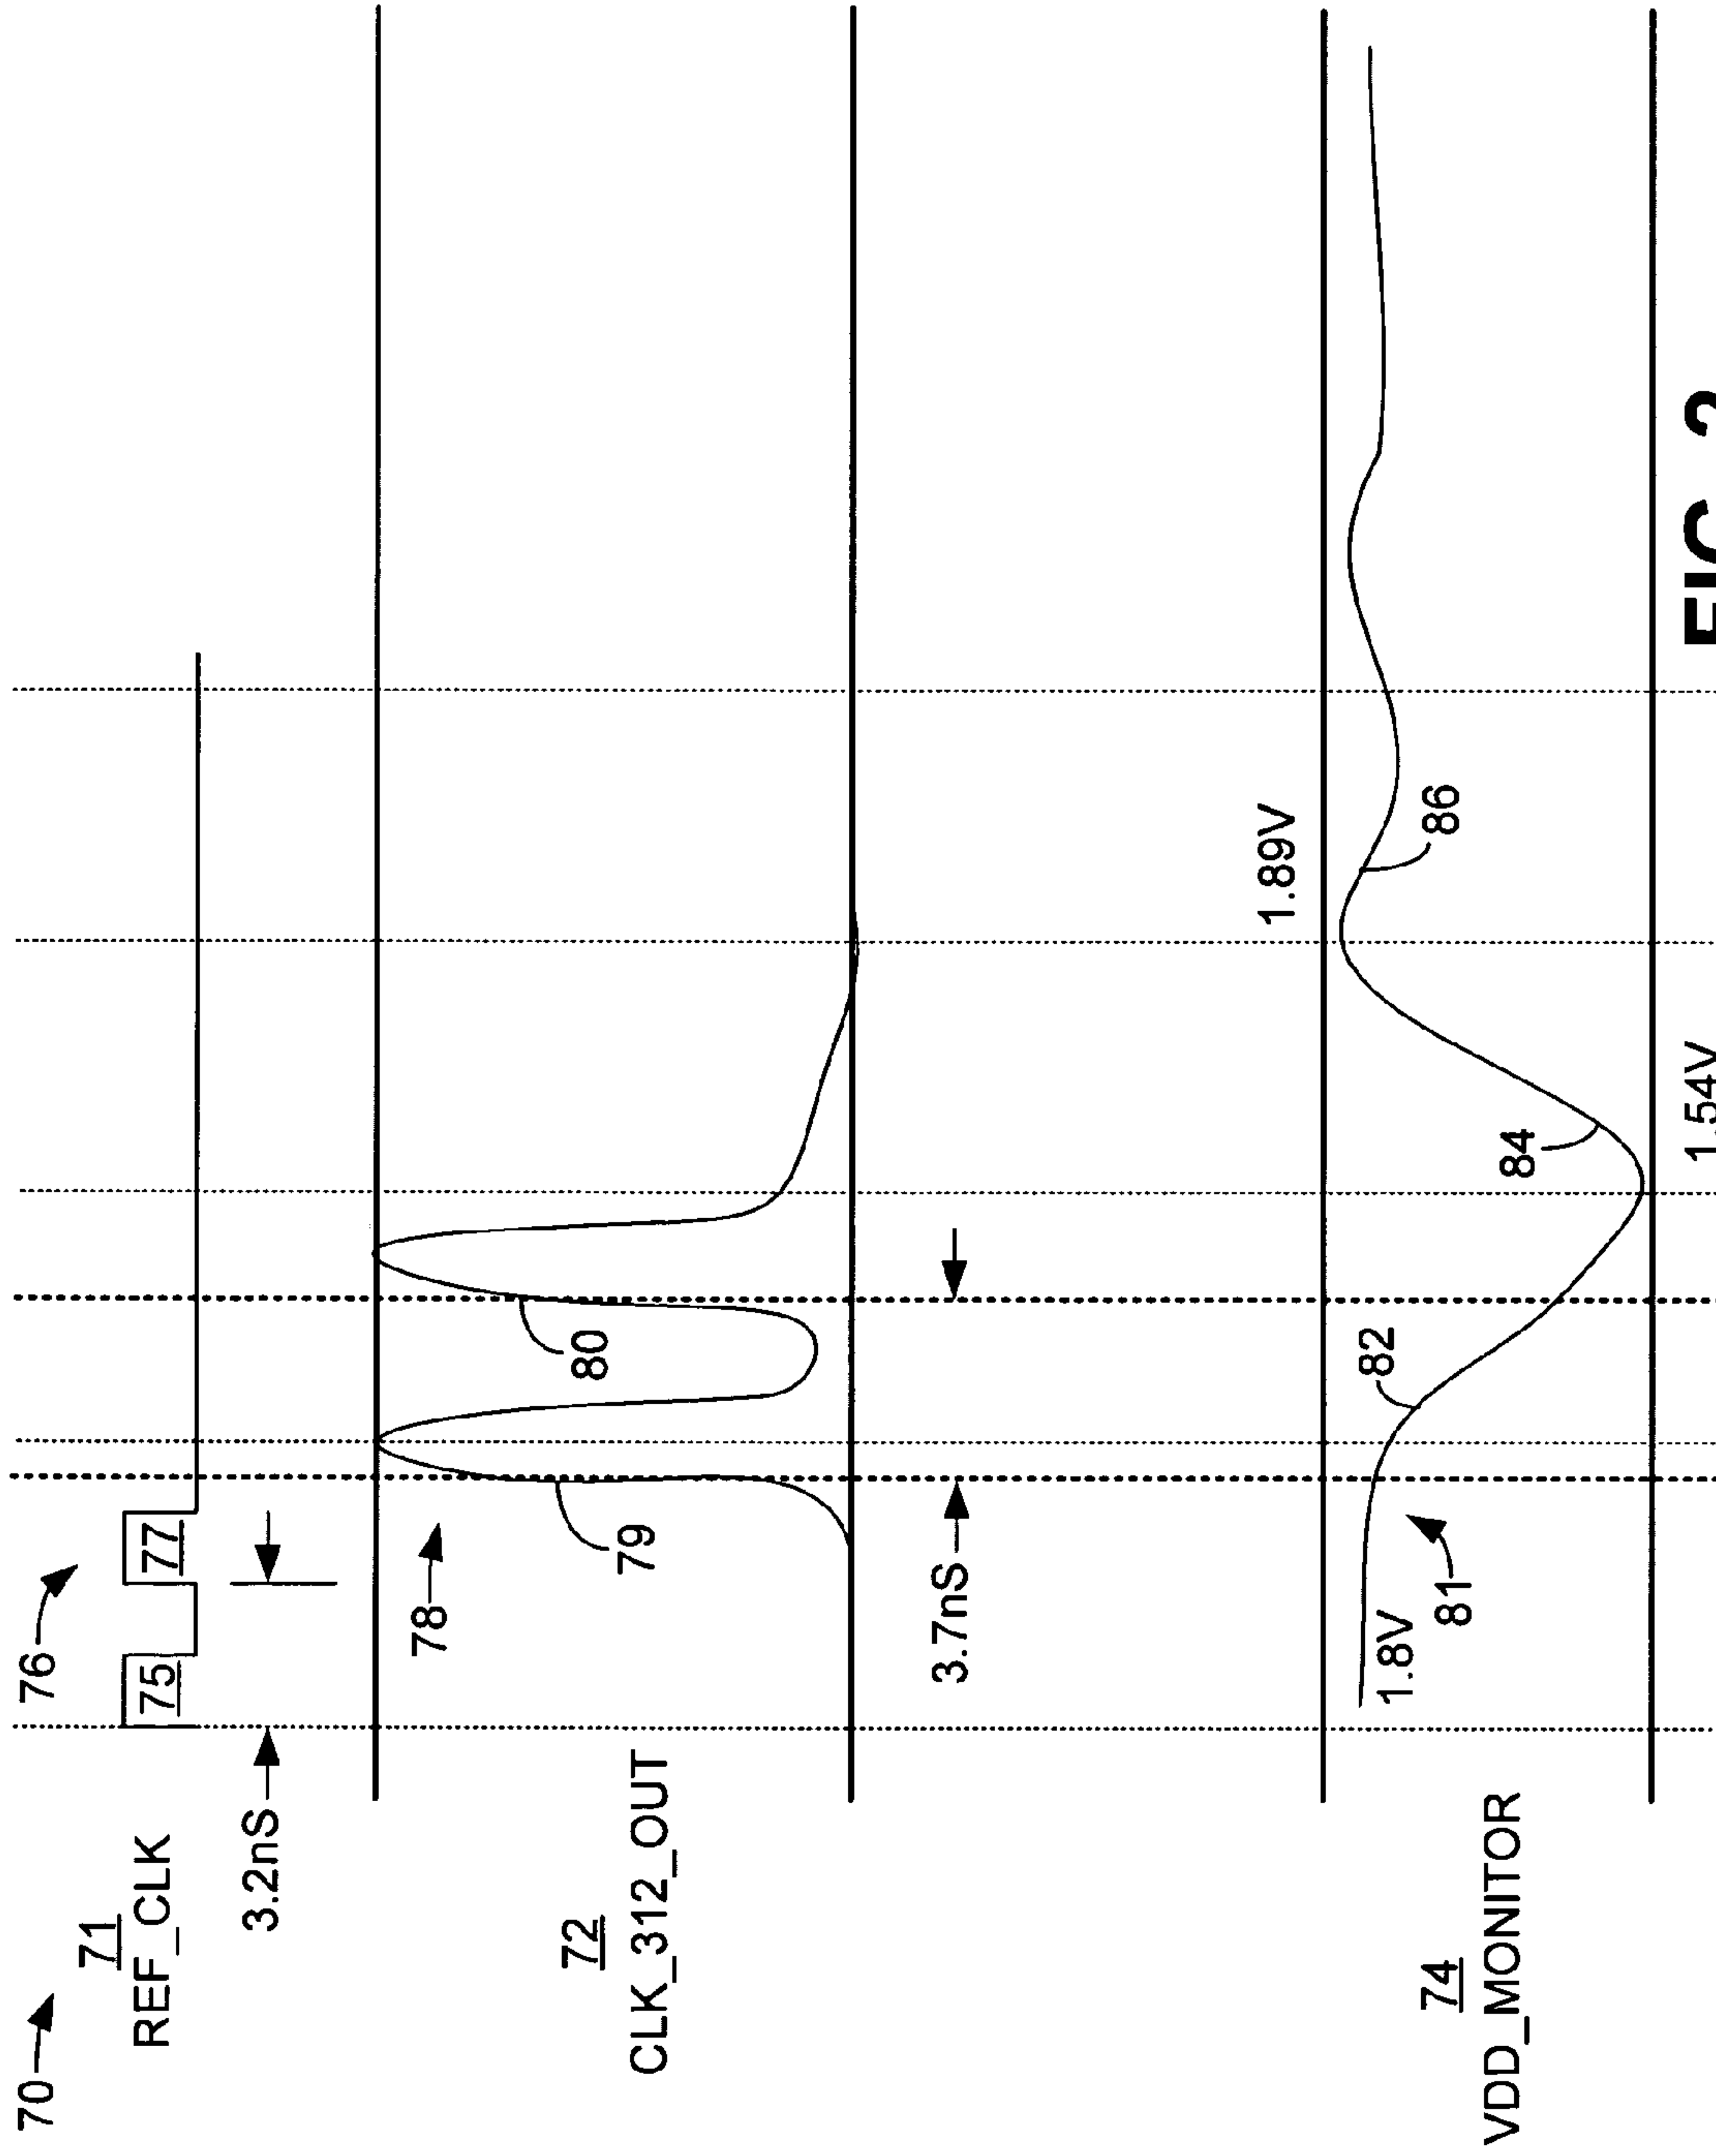 70
71
REF_CLK
76
75
77
3.2nS
72
CLK_312_OUT
78
79
80
3.7nS
74
VDD_MONITOR
1.8V
81
82
84
1.54V
1.89V
86
FIG.